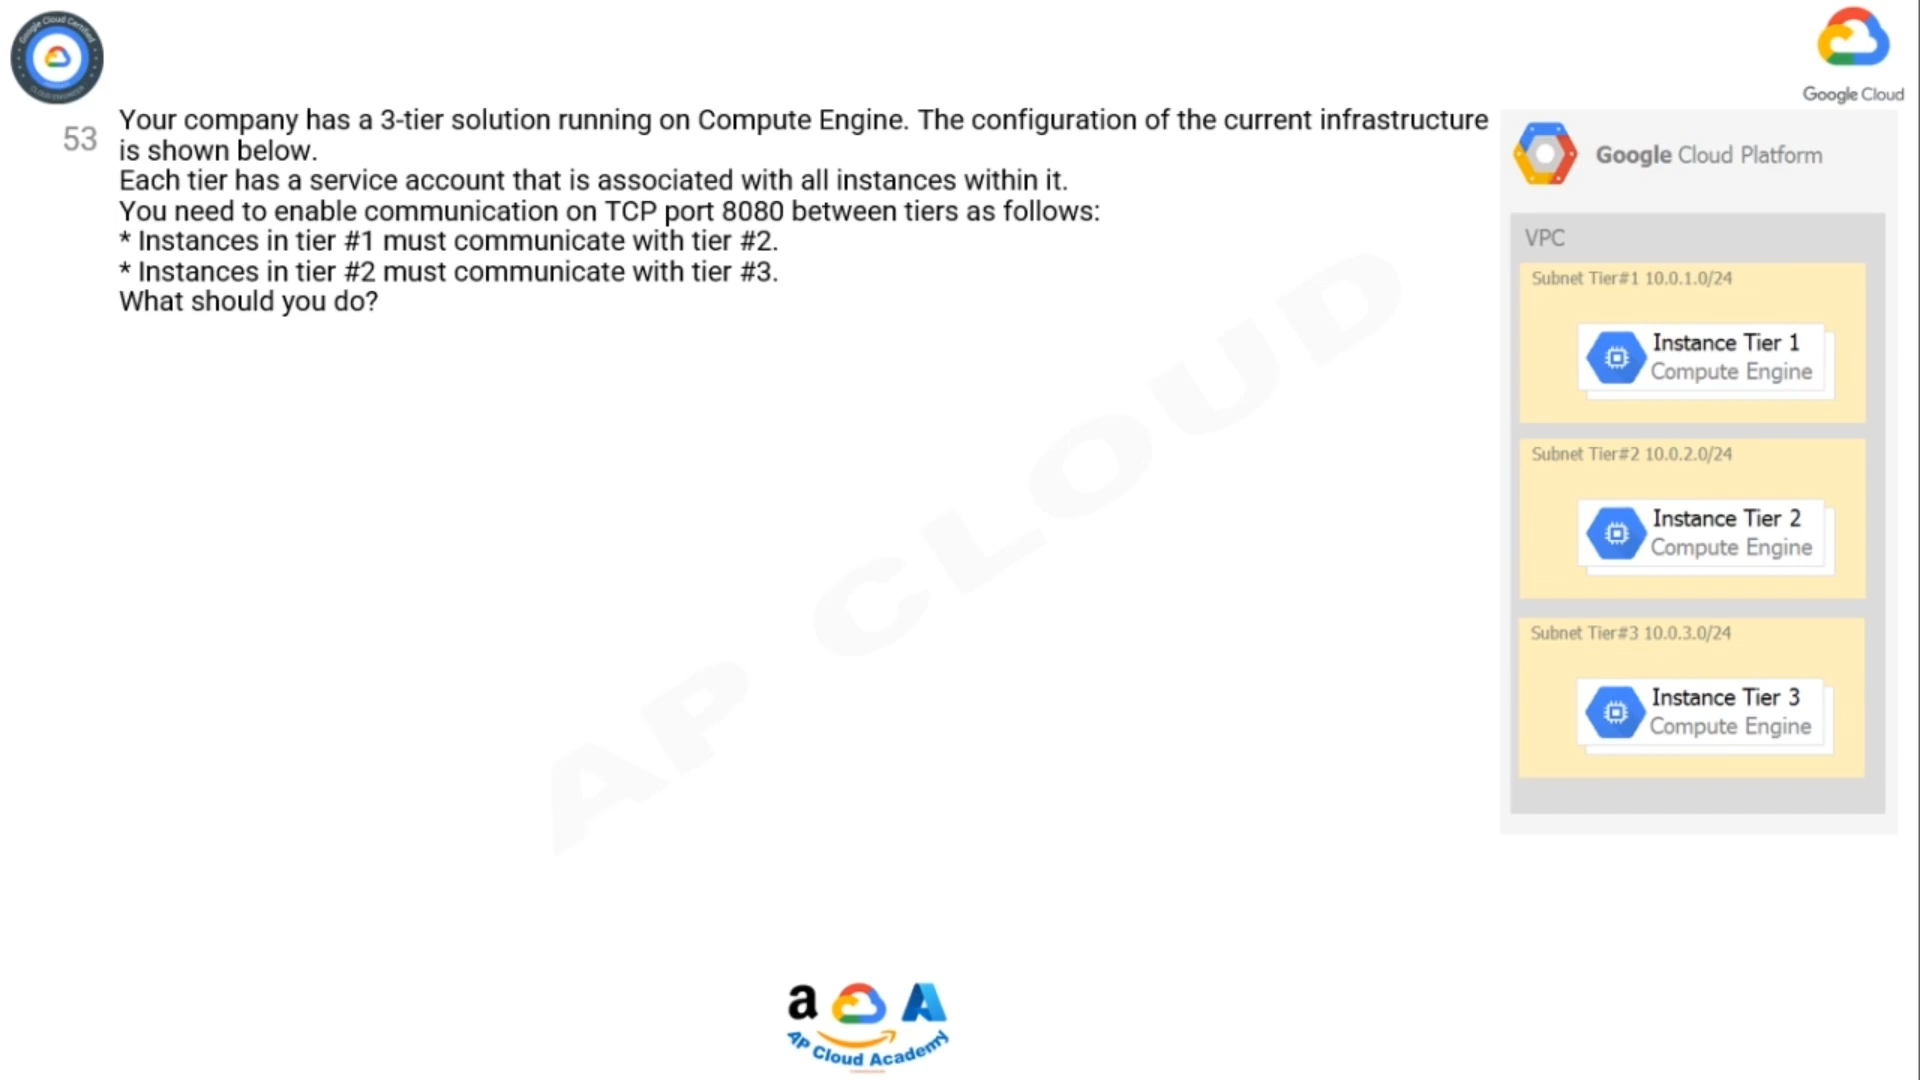 Google Cloud Certified
CLOUD ENGINEER
Google Cloud
53
Your company has a 3-tier solution running on Compute Engine. The configuration of the current infrastructure
is shown below.
Each tier has a service account that is associated with all instances within it.
You need to enable communication on TCP port 8080 between tiers as follows:
* Instances in tier #1 must communicate with tier #2.
* Instances in tier #2 must communicate with tier #3.
What should you do?
Google Cloud Platform
VPC
Subnet Tier#1 10.0.1.0/24
Instance Tier 1
Compute Engine
Subnet Tier#2 10.0.2.0/24
Instance Tier 2
Compute Engine
Subnet Tier#3 10.0.3.0/24
Instance Tier 3
Compute Engine
AP CLOUD
a
AP Cloud Academy